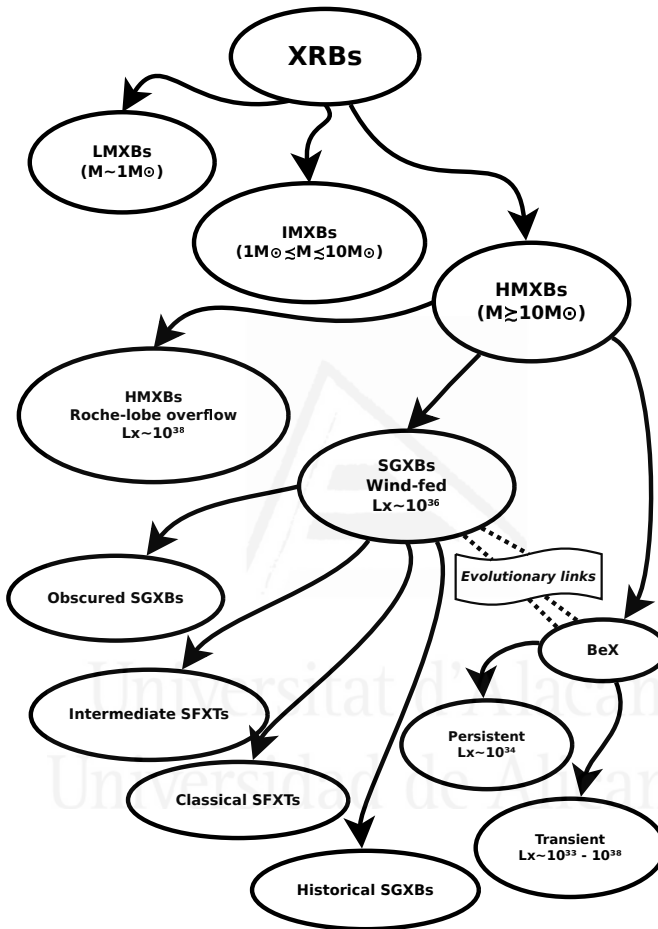 XRBs
LMXBs
(M~1M⊙)
IMXBs
(1M⊙≲M≲10M⊙)
HMXBs
(M≳10M⊙)
HMXBs
Roche-lobe overflow
Lx~10³⁸
SGXBs
Wind-fed
Lx~10³⁶
Evolutionary links
Obscured SGXBs
BeX
Intermediate SFXTs
Persistent
Lx~10³⁴
Classical SFXTs
Transient
Lx~10³³ - 10³⁸
Historical SGXBs
Universitat d'Alacan
Universidad de Alican